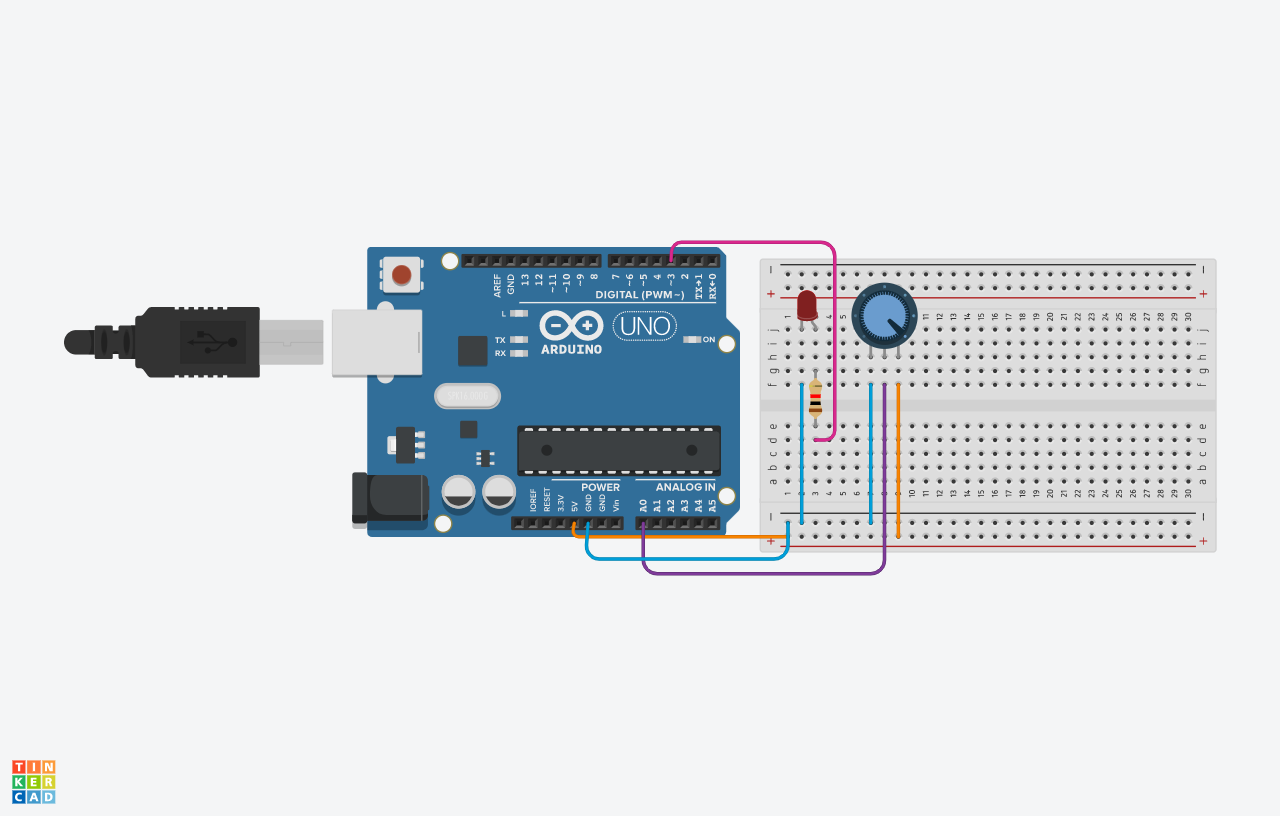 AREF
GND
13
12
~11
~10
~9
8
7
~6
~5
4
~3
2
TX→1
RX←0
DIGITAL (PWM~)
L
TX
RX
UNO
ARDUINO
ON
IOREF
RESET
3.3V
5V
GND
GND
Vin
POWER
ANALOG IN
A0
A1
A2
A3
A4
A5
− −
+ +
1 5 11 12 13 14 15 16 17 18 19 20 21 22 23 24 25 26 27 28 29 30
j j
i i
h h
g g
f f
e e
d d
c c
b b
a a
1 2 3 4 5 6 7 8 9 10 11 12 13 14 15 16 17 18 19 20 21 22 23 24 25 26 27 28 29 30
− −
+ +
TIN
KER
CAD